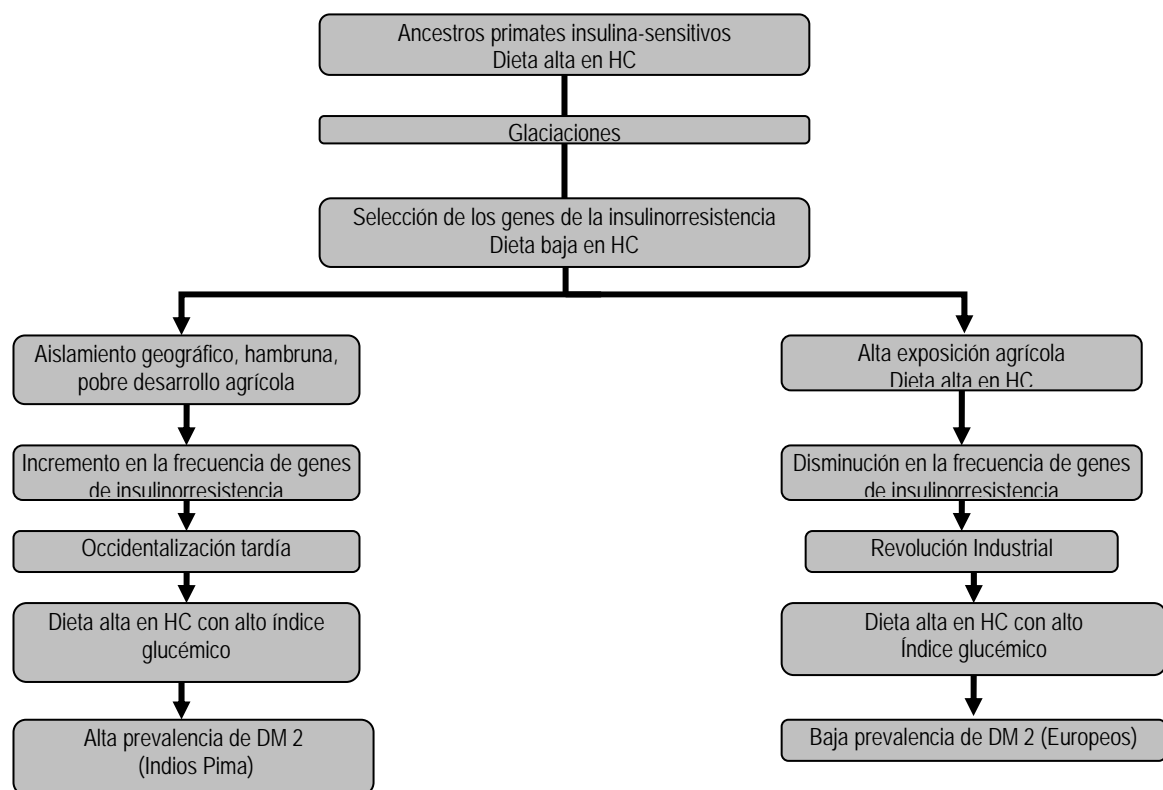 Ancestros primates insulina-sensitivos
Dieta alta en HC
Glaciaciones
Selección de los genes de la insulinorresistencia
Dieta baja en HC
Aislamiento geográfico, hambruna,
pobre desarrollo agrícola
Incremento en la frecuencia de genes
de insulinorresistencia
Occidentalización tardía
Dieta alta en HC con alto índice
glucémico
Alta prevalencia de DM 2
(Indios Pima)
Alta exposición agrícola
Dieta alta en HC
Disminución en la frecuencia de genes
de insulinorresistencia
Revolución Industrial
Dieta alta en HC con alto
Índice glucémico
Baja prevalencia de DM 2 (Europeos)